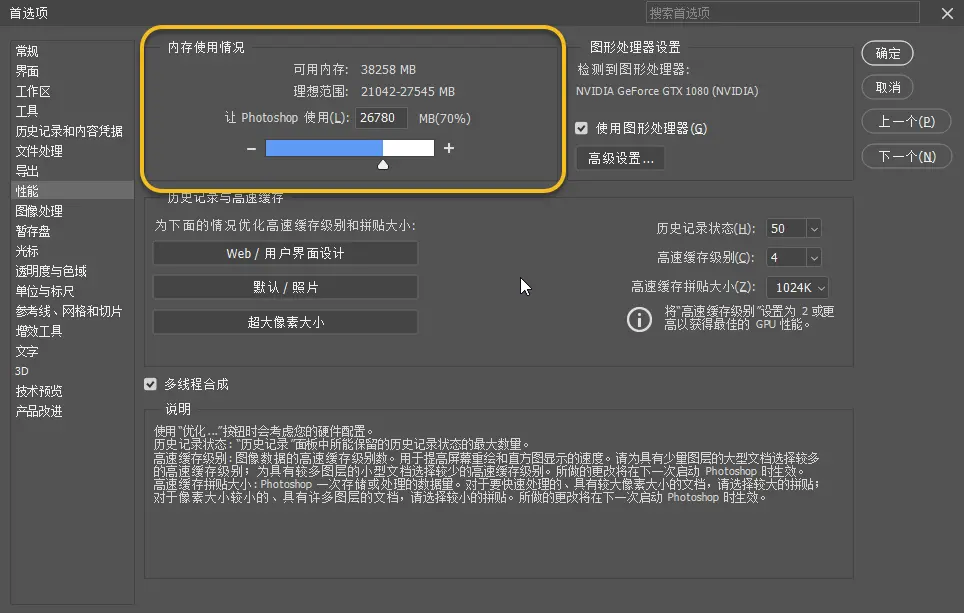 首选项
搜索首选项
常规
界面
工作区
工具
历史记录和内容凭据
文件处理
导出
性能
图像处理
暂存盘
光标
透明度与色域
单位与标尺
参考线、网格和切片
增效工具
文字
3D
技术预览
产品改进
内存使用情况
可用内存: 38258 MB
理想范围: 21042-27545 MB
让 Photoshop 使用(L): 26780 MB(70%)
− +
图形处理器设置
检测到图形处理器:
NVIDIA GeForce GTX 1080 (NVIDIA)
使用图形处理器(G)
高级设置...
确定
取消
上一个(P)
下一个(N)
历史记录与高速缓存
为下面的情况优化高速缓存级别和拼贴大小:
Web / 用户界面设计
默认 / 照片
超大像素大小
历史记录状态(H): 50
高速缓存级别(C): 4
高速缓存拼贴大小(Z): 1024K
将“高速缓存级别”设置为 2 或更
高以获得最佳的 GPU 性能。
多线程合成
说明
使用“优化...”按钮时会考虑您的硬件配置。
历史记录状态:“历史记录”面板中所能保留的历史记录状态的最大数量。
高速缓存级别:图像数据的高速缓存级别数。用于提高屏幕重绘和直方图显示的速度。请为具有少量图层的大型文档选择较多
的高速缓存级别；为具有较多图层的小型文档选择较少的高速缓存级别。所做的更改将在下一次启动 Photoshop 时生效。
高速缓存拼贴大小:Photoshop 一次存储或处理的数据量。对于要快速处理的、具有较大像素大小的文档，请选择较大的拼贴；
对于像素大小较小的、具有许多图层的文档，请选择较小的拼贴。所做的更改将在下一次启动 Photoshop 时生效。